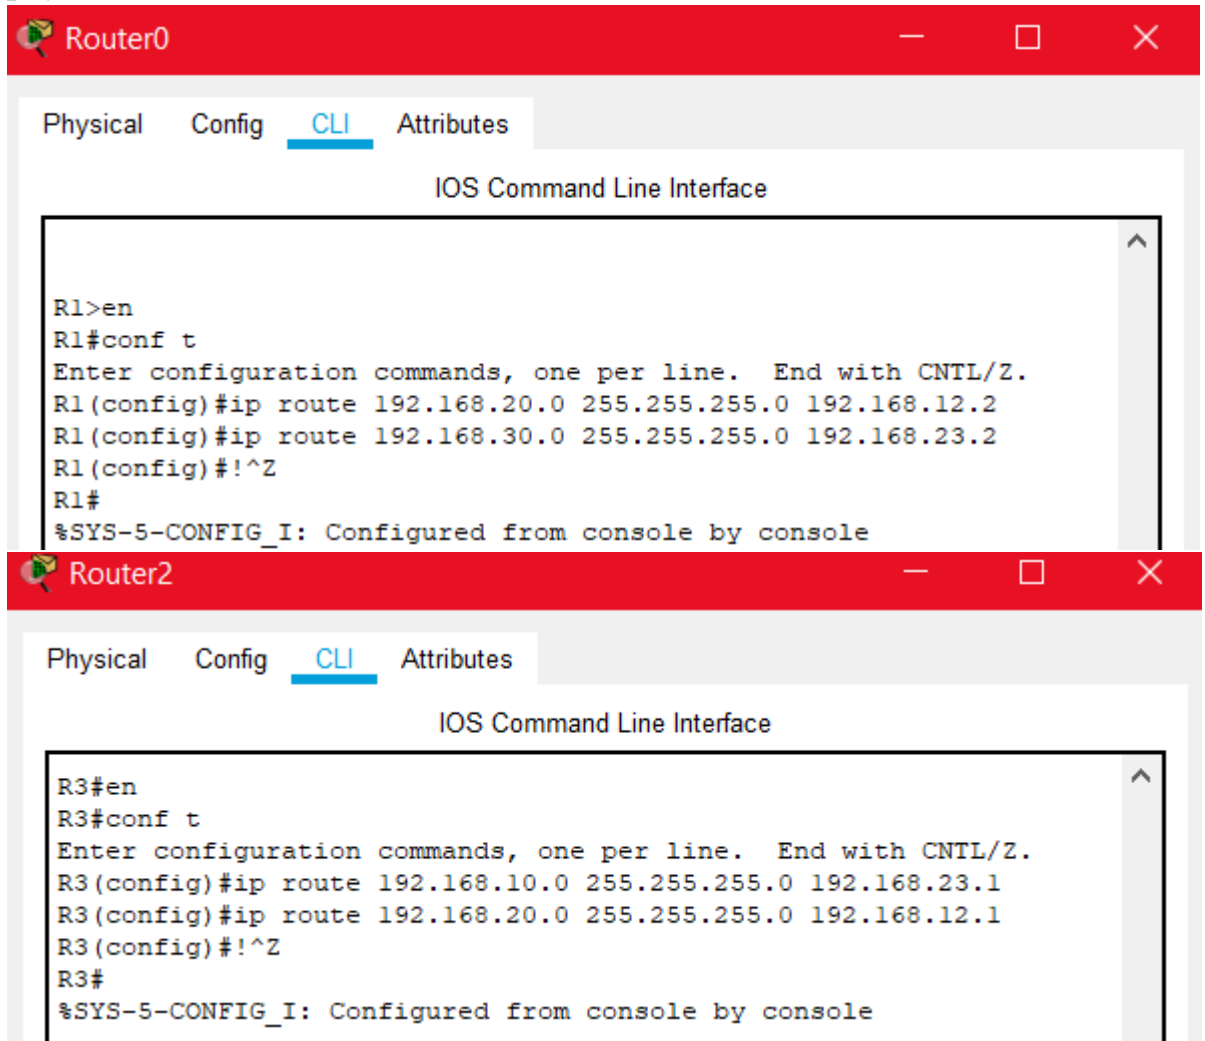 Router0
Physical Config CLI Attributes
IOS Command Line Interface
R1>en
R1#conf t
Enter configuration commands, one per line.  End with CNTL/Z.
R1(config)#ip route 192.168.20.0 255.255.255.0 192.168.12.2
R1(config)#ip route 192.168.30.0 255.255.255.0 192.168.23.2
R1(config)#!^Z
R1#
%SYS-5-CONFIG_I: Configured from console by console
Router2
Physical Config CLI Attributes
IOS Command Line Interface
R3#en
R3#conf t
Enter configuration commands, one per line.  End with CNTL/Z.
R3(config)#ip route 192.168.10.0 255.255.255.0 192.168.23.1
R3(config)#ip route 192.168.20.0 255.255.255.0 192.168.12.1
R3(config)#!^Z
R3#
%SYS-5-CONFIG_I: Configured from console by console